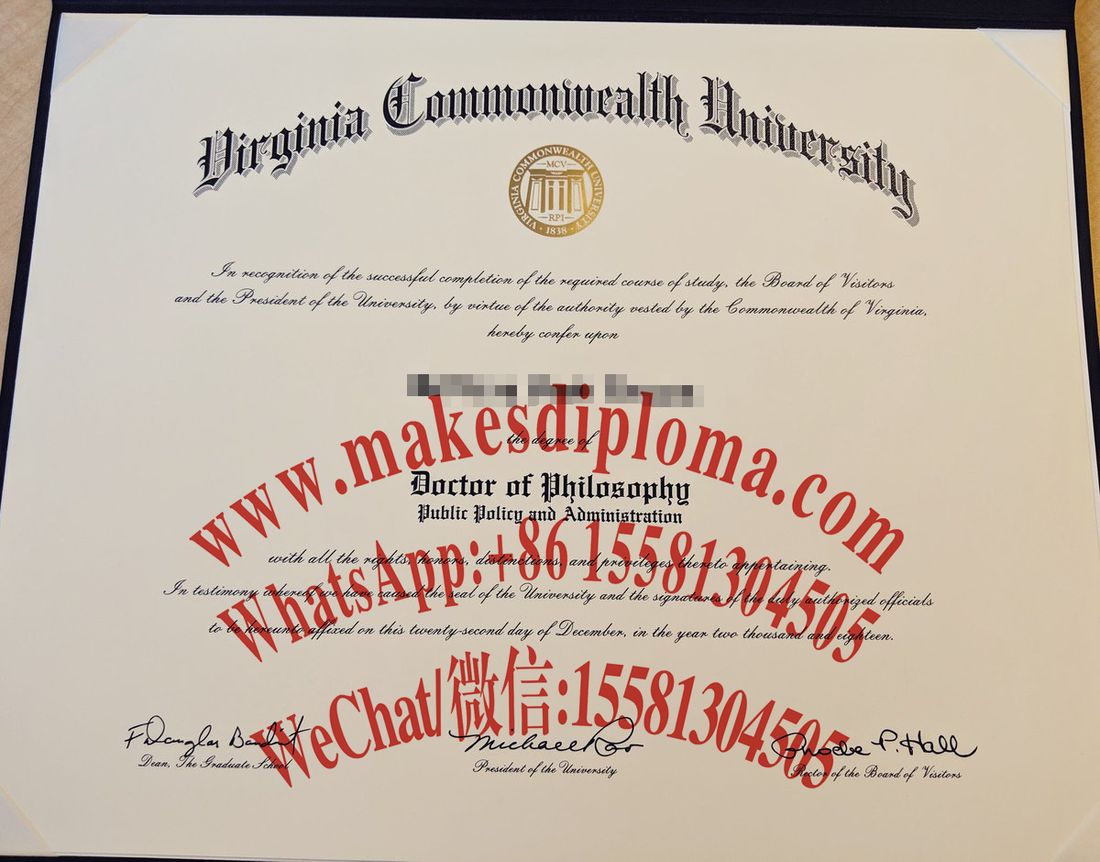 Virginia Commonwealth University
VIRGINIA COMMONWEALTH UNIVERSITY
MCV
RPI
1838
In recognition of the successful completion of the required course of study, the Board of Visitors
and the President of the University, by virtue of the authority vested by the Commonwealth of Virginia,
hereby confer upon
the degree of
www.makesdiploma.com
Doctor of Philosophy
Public Policy and Administration
with all the rights, honors, distinctions, and privileges thereto appertaining.
WhatsApp:+86 15581304505
In testimony whereof we have caused the seal of the University and the signatures of the duly authorized officials
to be hereunto affixed on this twenty-second day of December, in the year two thousand and eighteen.
WeChat/微信:15581304505
Dean, The Graduate School
President of the University
Phoebe P. Hall
Rector of the Board of Visitors